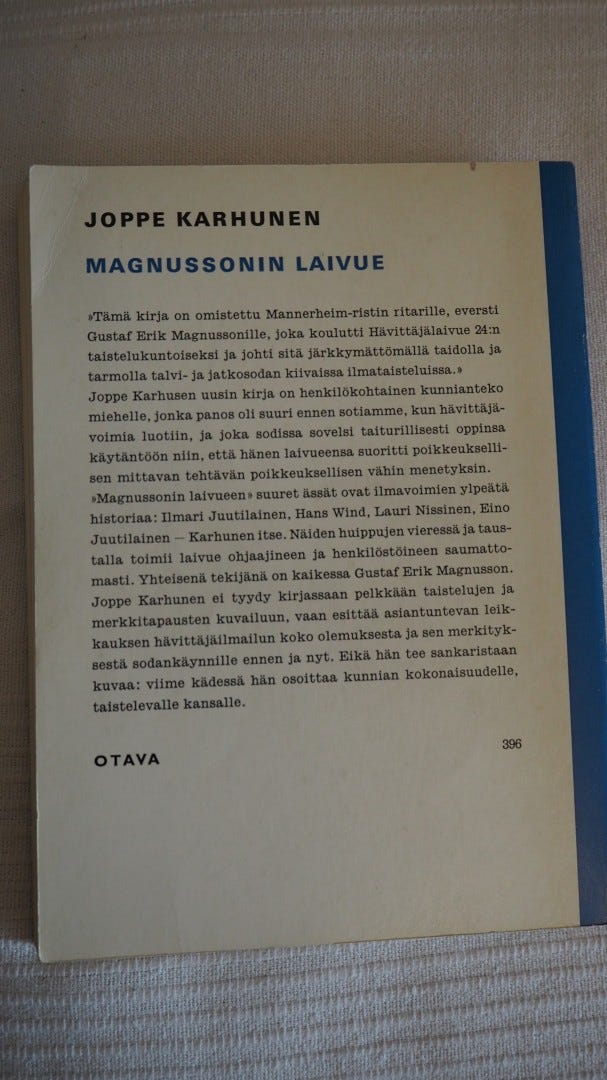 JOPPE KARHUNEN
MAGNUSSONIN LAIVUE
»Tämä kirja on omistettu Mannerheim-ristin ritarille, eversti
Gustaf Erik Magnussonille, joka koulutti Hävittäjälaivue 24:n
taistelukuntoiseksi ja johti sitä järkkymättömällä taidolla ja
tarmolla talvi- ja jatkosodan kiivaissa ilmataisteluissa.»
Joppe Karhusen uusin kirja on henkilökohtainen kunnianteko
miehelle, jonka panos oli suuri ennen sotiamme, kun hävittäjä-
voimia luotiin, ja joka sodissa sovelsi taiturillisesti oppinsa
käytäntöön niin, että hänen laivueensa suoritti poikkeukselli-
sen mittavan tehtävän poikkeuksellisen vähin menetyksin.
»Magnussonin laivueen» suuret ässät ovat ilmavoimien ylpeätä
historiaa: Ilmari Juutilainen, Hans Wind, Lauri Nissinen, Eino
Juutilainen — Karhunen itse. Näiden huippujen vieressä ja taus-
talla toimii laivue ohjaajineen ja henkilöstöineen saumatto-
masti. Yhteisenä tekijänä on kaikessa Gustaf Erik Magnusson.
Joppe Karhunen ei tyydy kirjassaan pelkkään taistelujen ja
merkkitapausten kuvailuun, vaan esittää asiantuntevan leik-
kauksen hävittäjäilmailun koko olemuksesta ja sen merkityk-
sestä sodankäynnille ennen ja nyt. Eikä hän tee sankaristaan
kuvaa: viime kädessä hän osoittaa kunnian kokonaisuudelle,
taistelevalle kansalle.
OTAVA
396